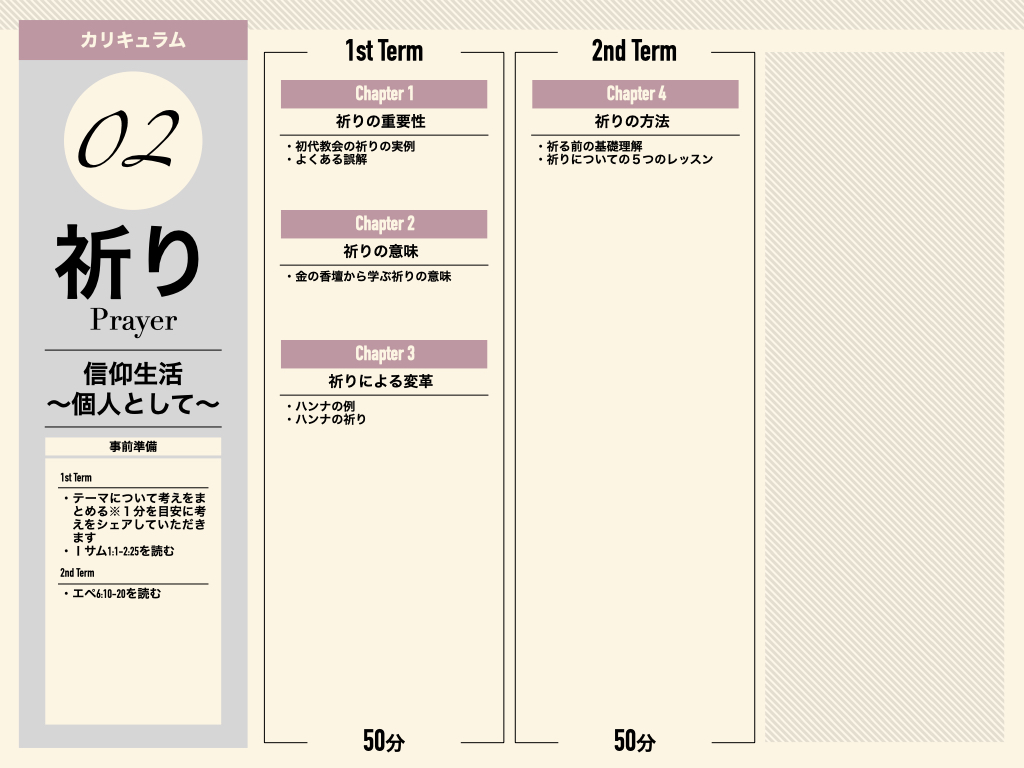 カリキュラム
02
祈り
Prayer
信仰生活
〜個人として〜
事前準備
1st Term
・テーマについて考えをま
とめる※１分を目安に考
えをシェアしていただき
ます
・Ⅰサム1:1-2:25を読む
2nd Term
・エペ6:10-20を読む
1st Term
Chapter 1
祈りの重要性
・初代教会の祈りの実例
・よくある誤解
Chapter 2
祈りの意味
・金の香壇から学ぶ祈りの意味
Chapter 3
祈りによる変革
・ハンナの例
・ハンナの祈り
50分
2nd Term
Chapter 4
祈りの方法
・祈る前の基礎理解
・祈りについての５つのレッスン
50分